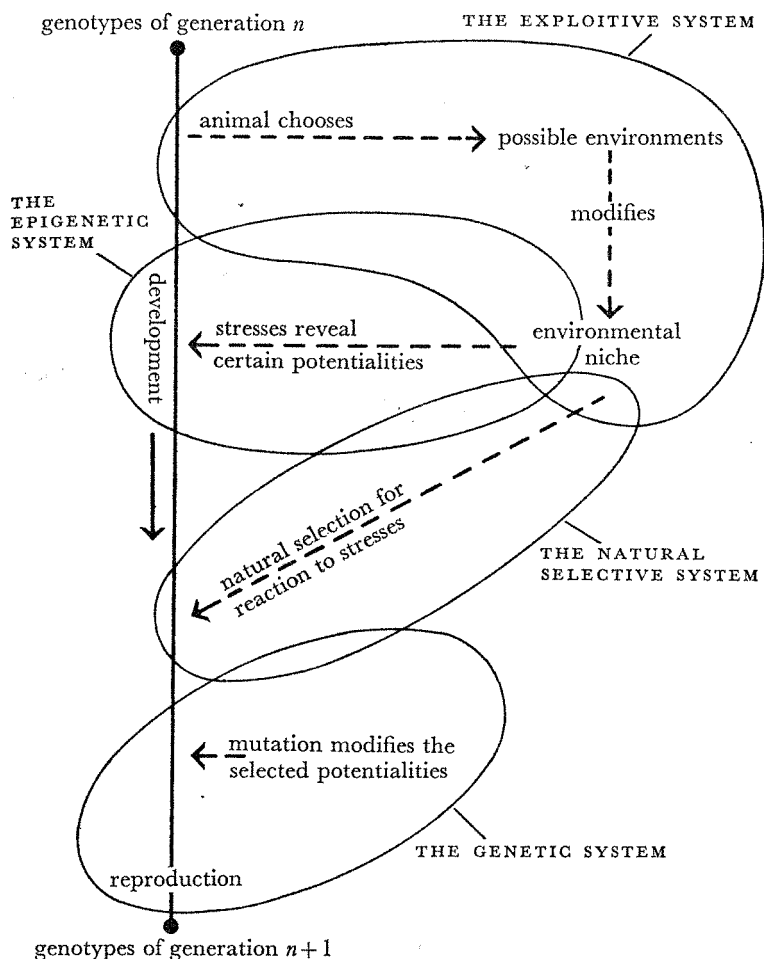 genotypes of generation n
THE EXPLOITIVE SYSTEM
animal chooses
possible environments
modifies
THE
EPIGENETIC
SYSTEM
development
stresses reveal
certain potentialities
environmental
niche
natural selection for
reaction to stresses
THE NATURAL
SELECTIVE SYSTEM
mutation modifies the
selected potentialities
THE GENETIC SYSTEM
reproduction
genotypes of generation n+1